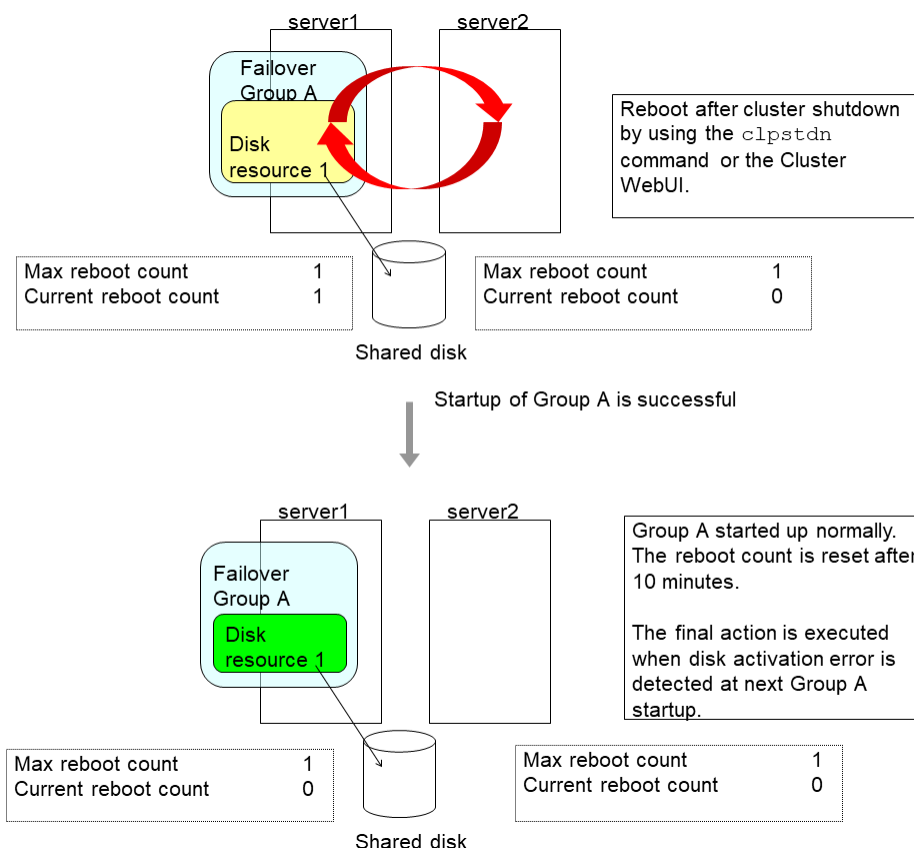 server1
server2
Failover
Group A
Disk
resource 1
Reboot after cluster shutdown
by using the clpstdn
command or the Cluster
WebUI.
Max reboot count 1
Current reboot count 1
Max reboot count 1
Current reboot count 0
Shared disk
Startup of Group A is successful
server1
server2
Failover
Group A
Disk
resource 1
Group A started up normally.
The reboot count is reset after
10 minutes.
The final action is executed
when disk activation error is
detected at next Group A
startup.
Max reboot count 1
Current reboot count 0
Max reboot count 1
Current reboot count 0
Shared disk